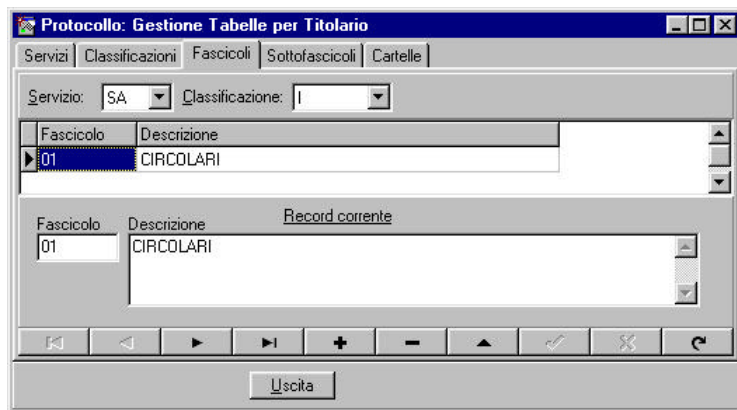 Protocollo: Gestione Tabelle per Titolario
Servizi Classificazioni Fascicoli Sottofascicoli Cartelle
Servizio: SA Classificazione: I
Fascicolo Descrizione
01 CIRCOLARI
Record corrente
Fascicolo Descrizione
01 CIRCOLARI
Uscita